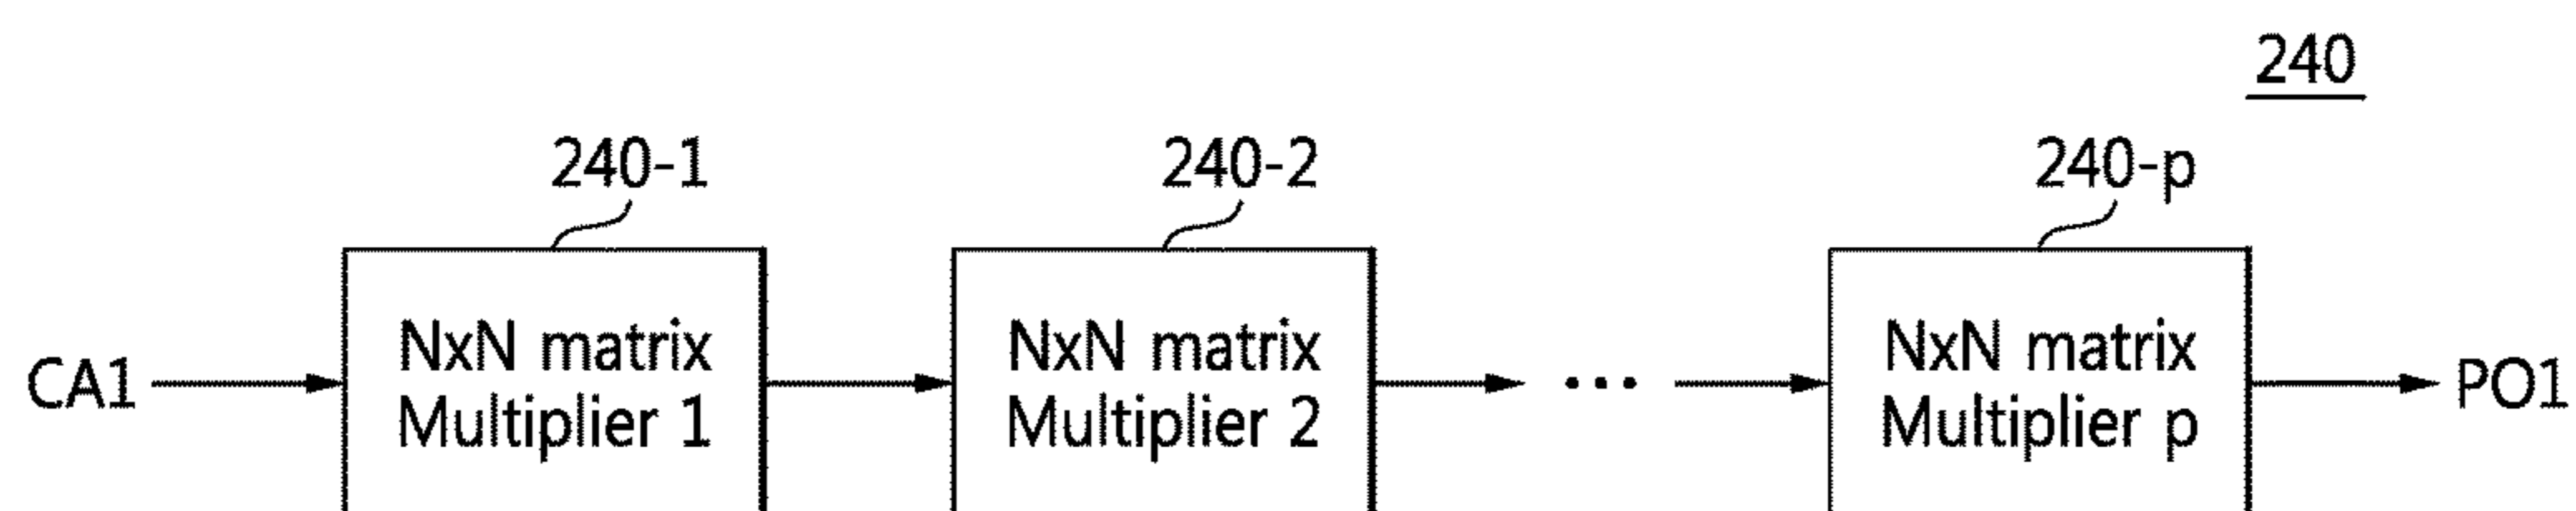 240
240-1 240-2 240-p
CA1 NxN matrix NxN matrix ... NxN matrix PO1
Multiplier 1 Multiplier 2 Multiplier p